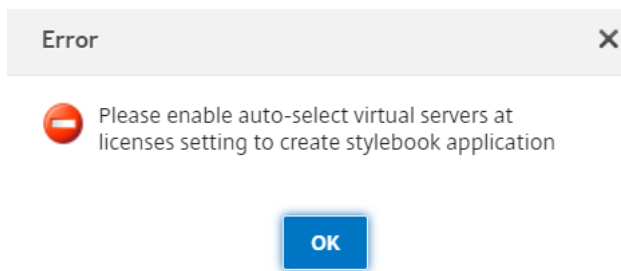 Error
Please enable auto-select virtual servers at
licenses setting to create stylebook application
OK